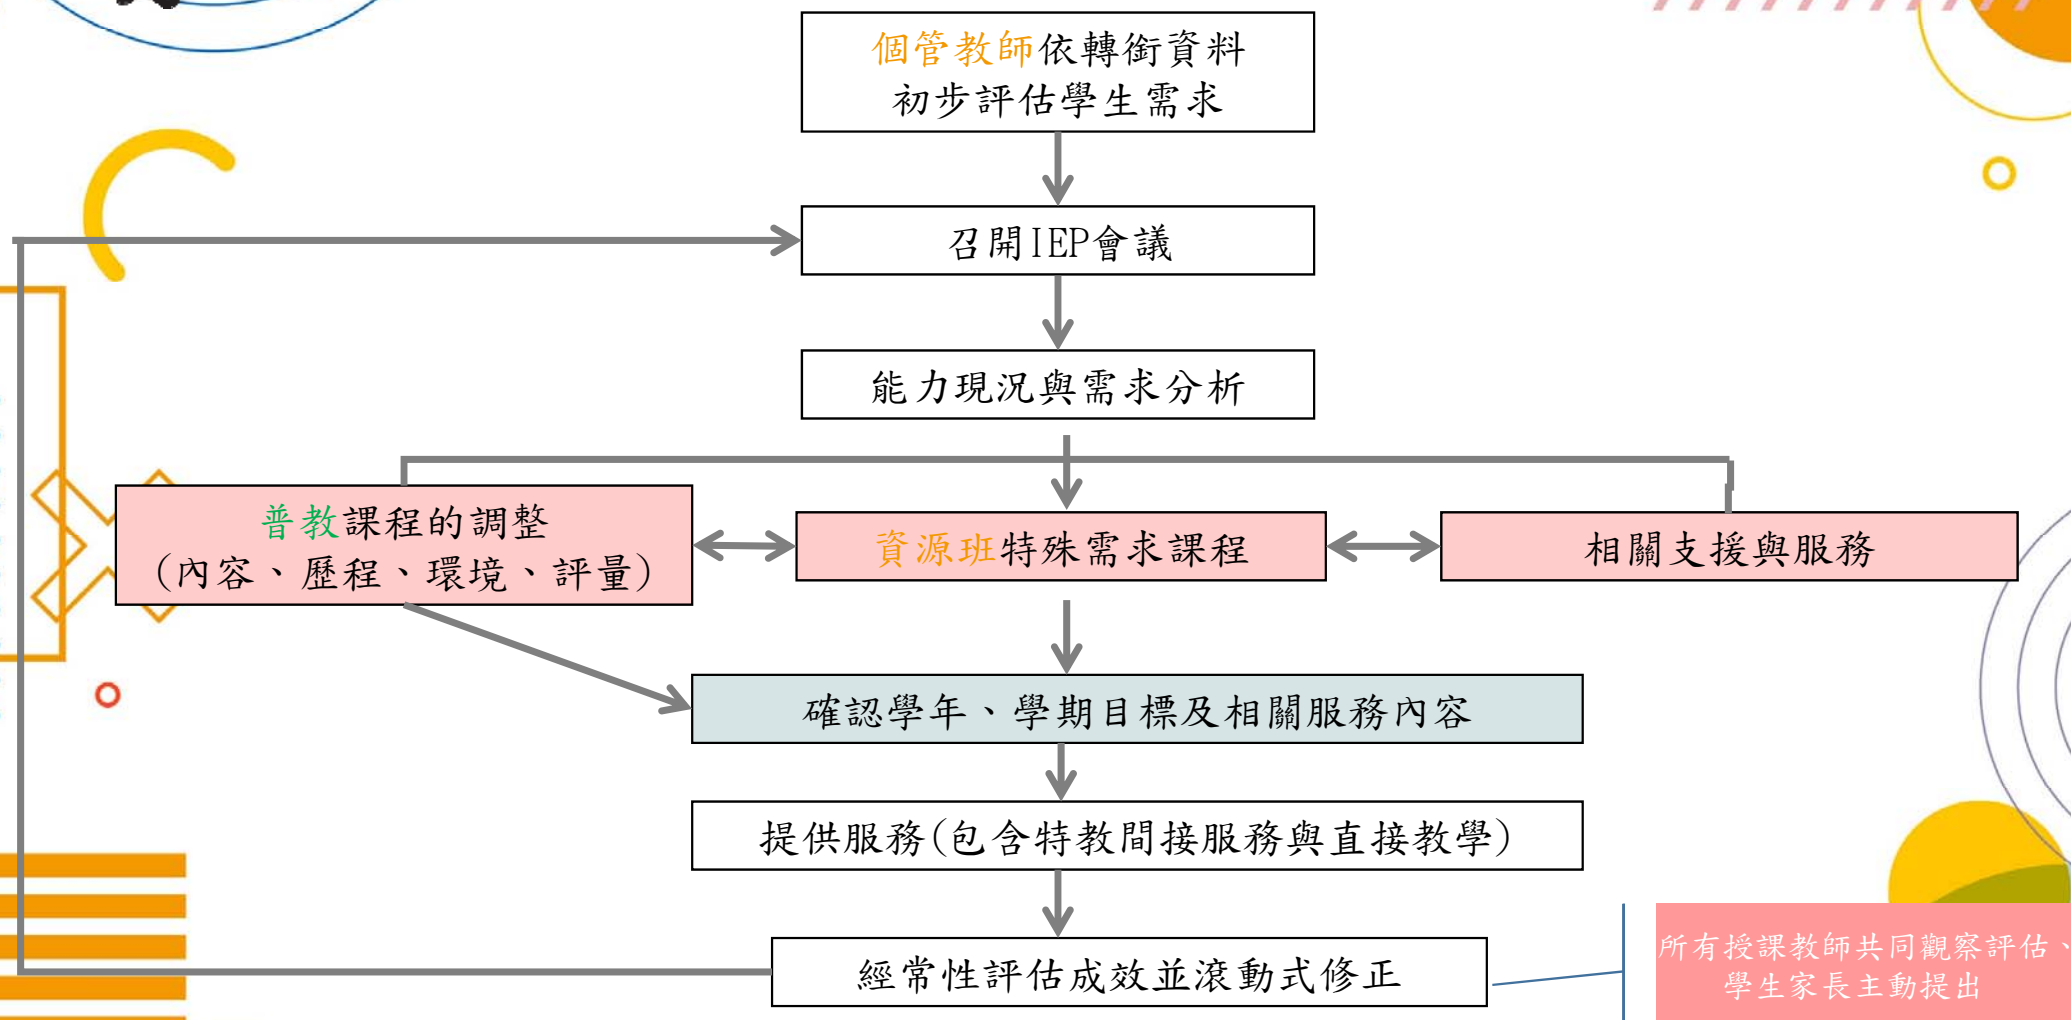 個管教師依轉銜資料
初步評估學生需求
召開IEP會議
能力現況與需求分析
普教課程的調整
(內容、歷程、環境、評量)
資源班特殊需求課程
相關支援與服務
確認學年、學期目標及相關服務內容
提供服務(包含特教間接服務與直接教學)
經常性評估成效並滾動式修正
所有授課教師共同觀察評估、
學生家長主動提出